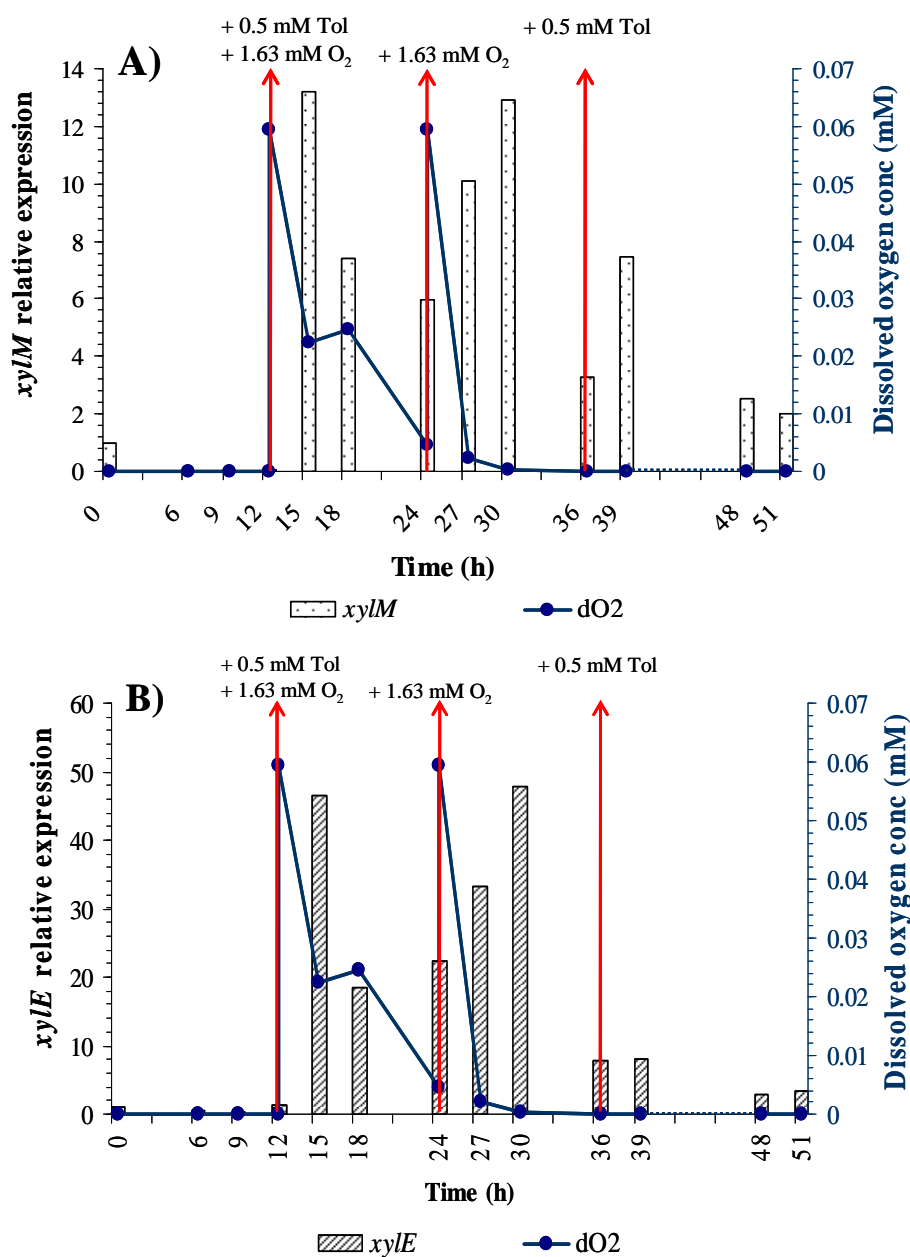 + 0.5 mM Tol
+ 1.63 mM O2
+ 1.63 mM O2
+ 0.5 mM Tol
A)
14
12
10
8
6
4
2
0
xylM relative expression
0.07
0.06
0.05
0.04
0.03
0.02
0.01
0
Dissolved oxygen conc (mM)
0 6 9 12 15 18 24 27 30 36 39 48 51
Time (h)
xylM dO2
+ 0.5 mM Tol
+ 1.63 mM O2
+ 1.63 mM O2
+ 0.5 mM Tol
B)
60
50
40
30
20
10
0
xylE relative expression
0.07
0.06
0.05
0.04
0.03
0.02
0.01
0
Dissolved oxygen conc (mM)
0 6 9 12 15 18 24 27 30 36 39 48 51
Time (h)
xylE dO2